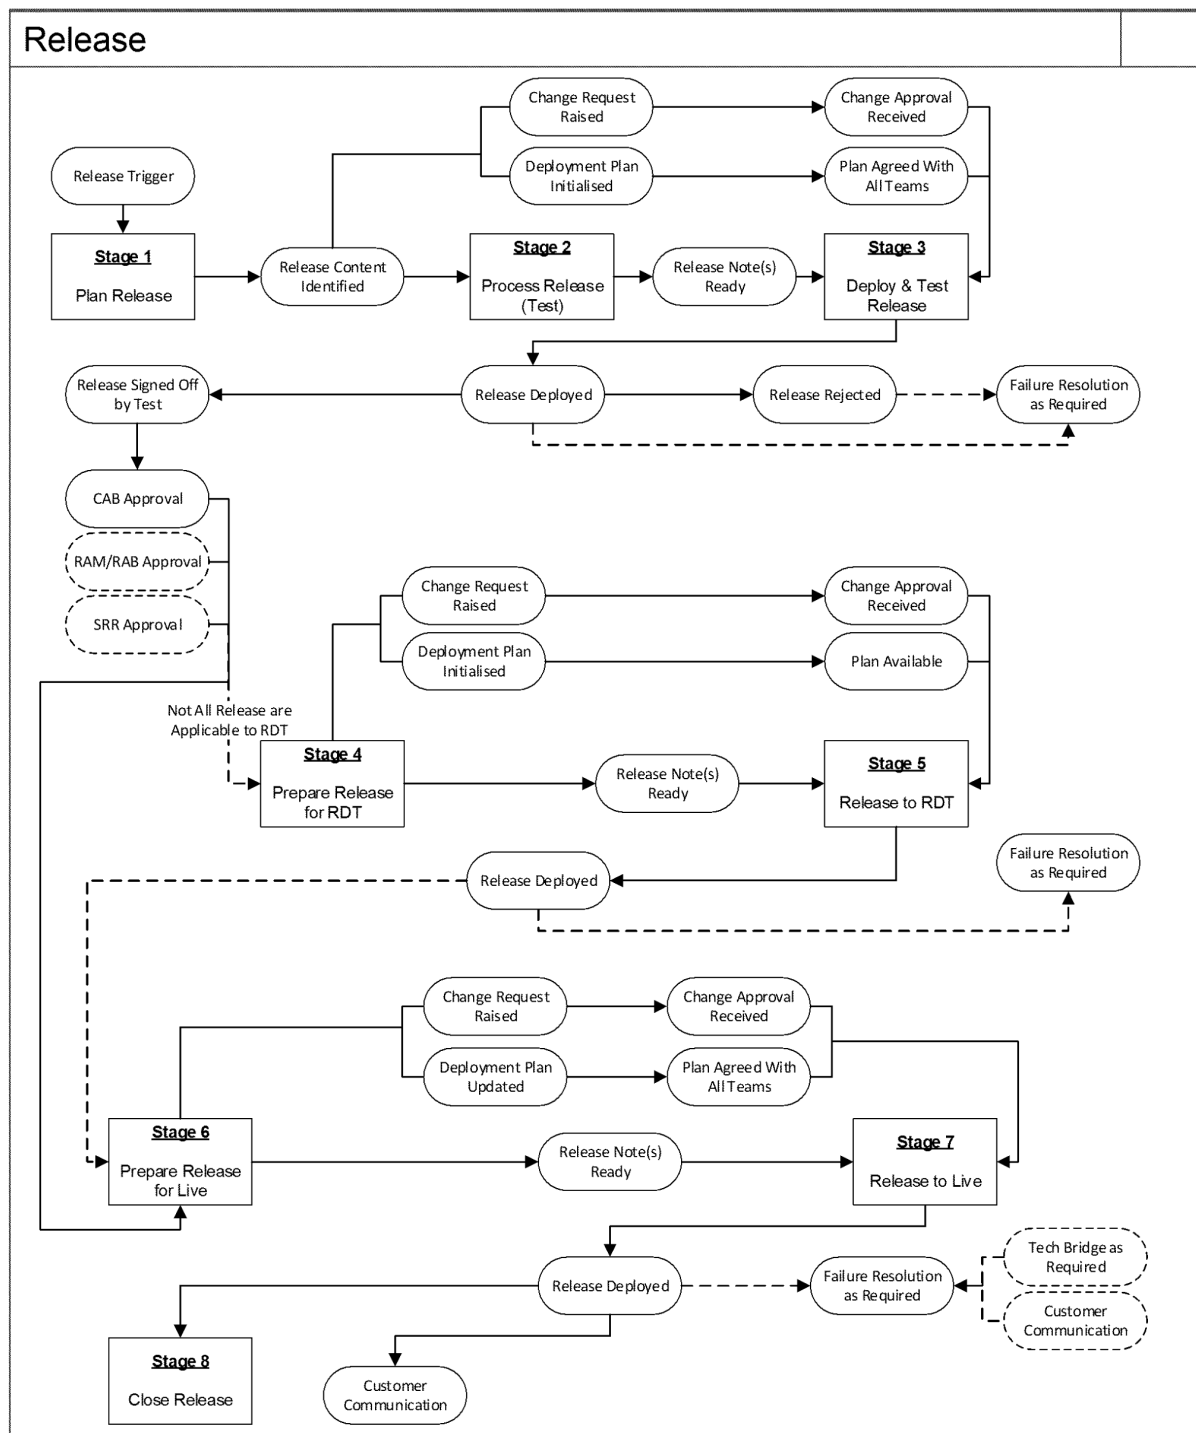 Release
Change Request
Raised
Change Approval
Received
Release Trigger
Deployment Plan
Initialised
Plan Agreed With
All Teams
Stage 1
Plan Release
Release Content
Identified
Stage 2
Process Release
(Test)
Release Note(s)
Ready
Stage 3
Deploy & Test
Release
Release Signed Off
by Test
Release Deployed
Release Rejected
Failure Resolution
as Required
CAB Approval
RAM/RAB Approval
SRR Approval
Change Request
Raised
Change Approval
Received
Deployment Plan
Initialised
Plan Available
Not All Release are
Applicable to RDT
Stage 4
Prepare Release
for RDT
Release Note(s)
Ready
Stage 5
Release to RDT
Failure Resolution
as Required
Release Deployed
Change Request
Raised
Change Approval
Received
Deployment Plan
Updated
Plan Agreed With
All Teams
Stage 6
Prepare Release
for Live
Release Note(s)
Ready
Stage 7
Release to Live
Tech Bridge as
Required
Release Deployed
Failure Resolution
as Required
Customer
Communication
Stage 8
Close Release
Customer
Communication